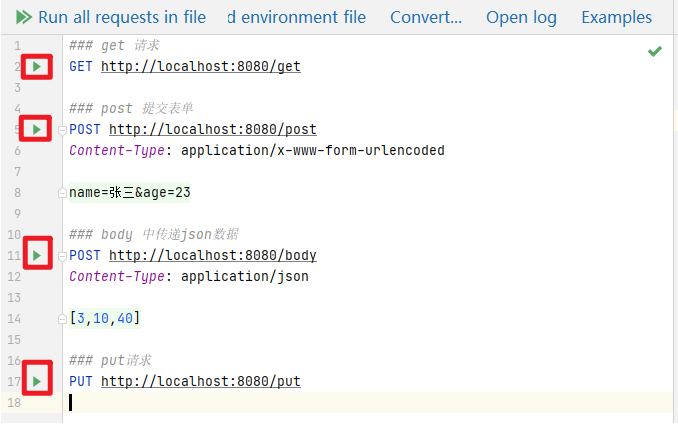 Run all requests in file d environment file Convert... Open log Examples
1 ### get 请求
2 GET http://localhost:8080/get
3
4 ### post 提交表单
5 POST http://localhost:8080/post
6 Content-Type: application/x-www-form-urlencoded
7
8 name=张三&age=23
9
10 ### body 中传递json数据
11 POST http://localhost:8080/body
12 Content-Type: application/json
13
14 [3,10,40]
15
16 ### put请求
17 PUT http://localhost:8080/put
18